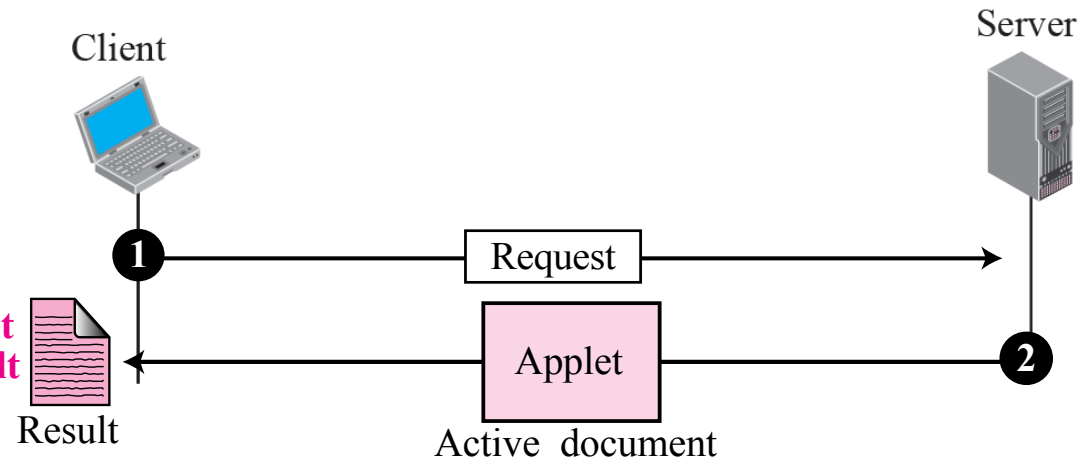 Server
Client
1
Request
Applet
2
Result
Active document